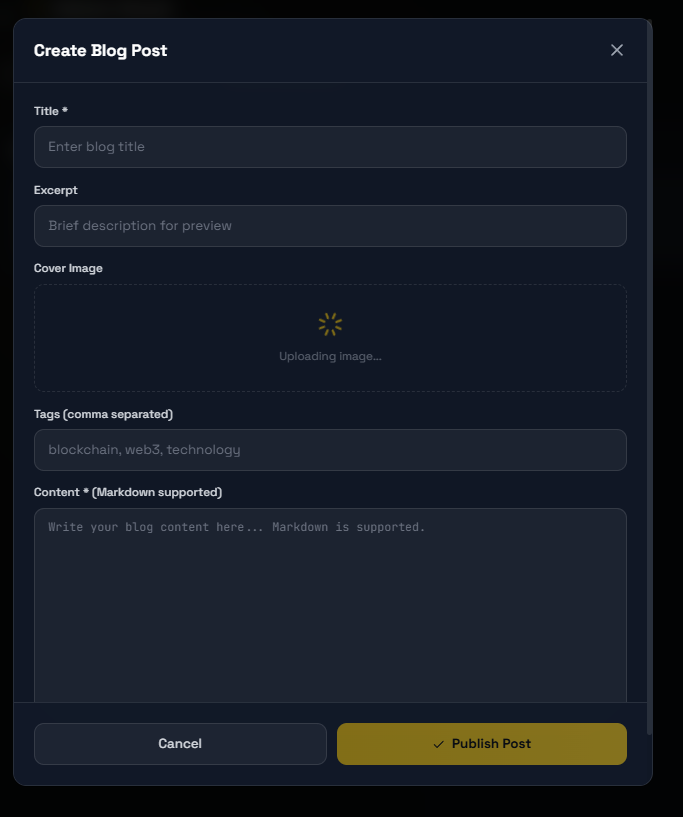 Create Blog Post
Title *
Enter blog title
Excerpt
Brief description for preview
Cover Image
Uploading image...
Tags (comma separated)
blockchain, web3, technology
Content * (Markdown supported)
Write your blog content here... Markdown is supported.
Cancel
Publish Post